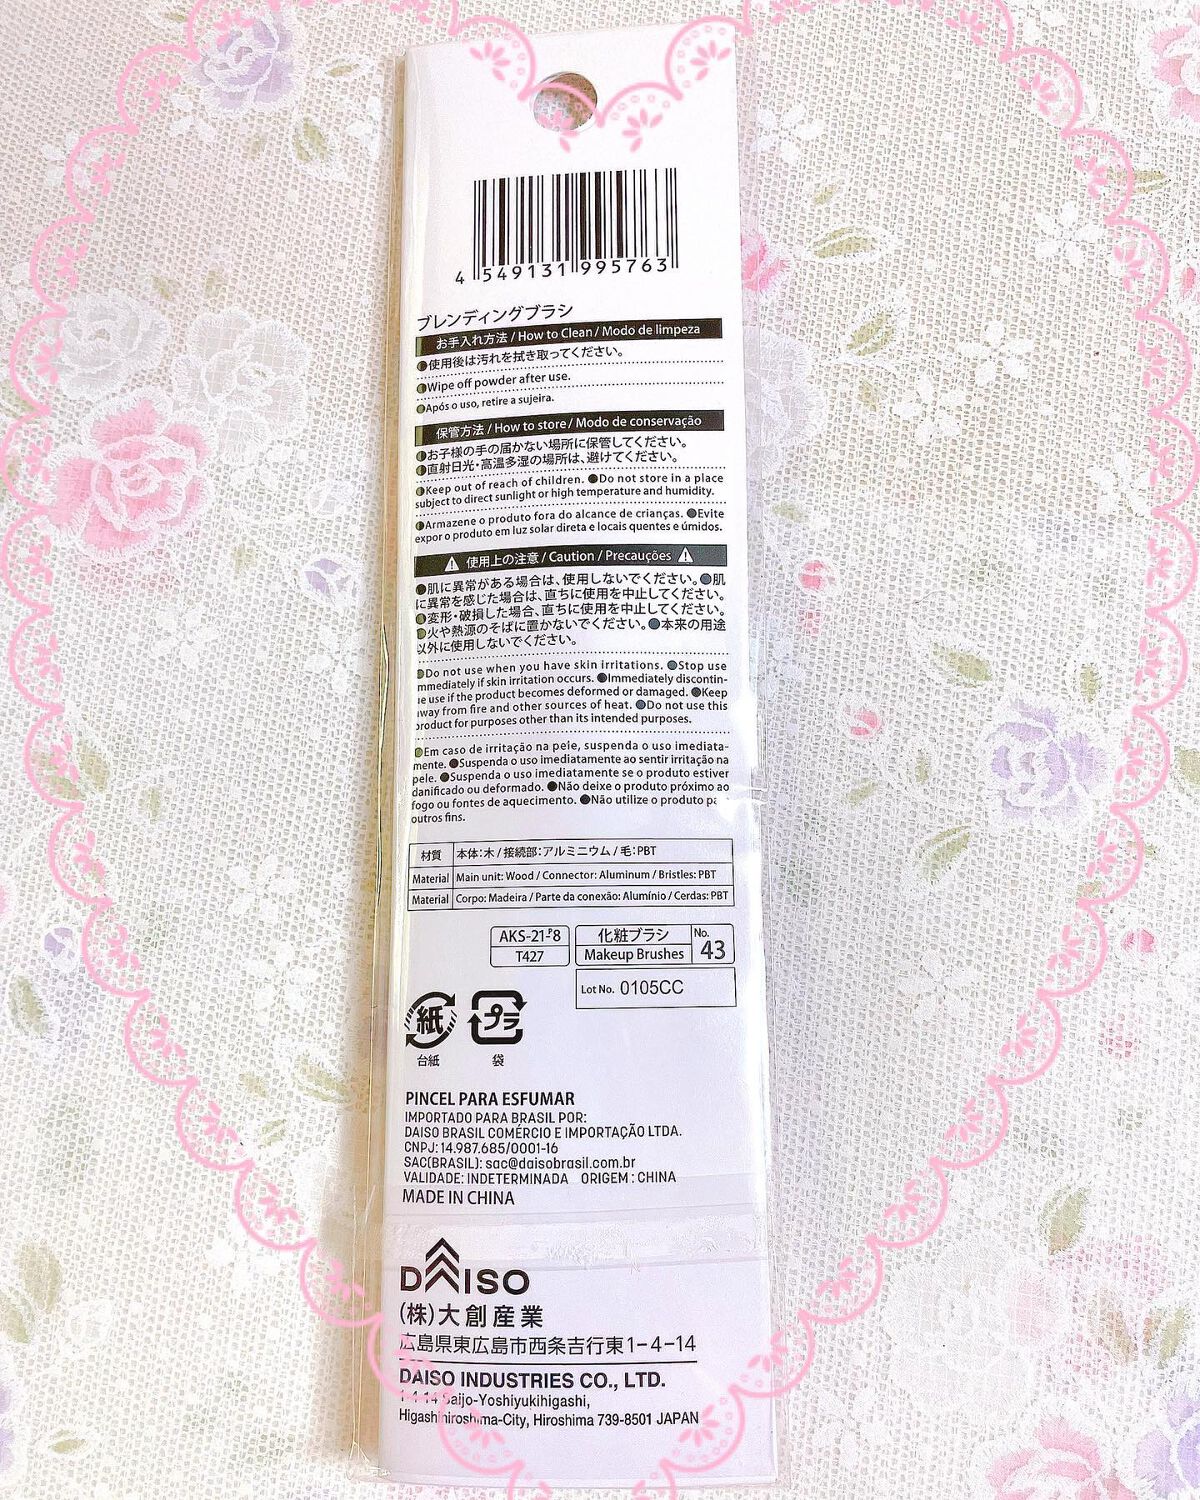 4 549131 995763
ブレンディングブラシ
お手入れ方法 / How to Clean / Modo de limpeza
●使用後は汚れを拭き取ってください。
●Wipe off powder after use.
●Após o uso, retire a sujeira.
保管方法 / How to store / Modo de conservação
●お子様の手の届かない場所に保管してください。
●直射日光・高温多湿の場所は、避けてください。
●Keep out of reach of children. ●Do not store in a place
subject to direct sunlight or high temperature and humidity.
●Armazene o produto fora do alcance de crianças. ●Evite
expor o produto em luz solar direta e locais quentes e úmidos.
⚠ 使用上の注意 / Caution / Precauções ⚠
●肌に異常がある場合は、使用しないでください。●肌
に異常を感じた場合は、直ちに使用を中止してください。
●変形・破損した場合、直ちに使用を中止してください。
●火や熱源のそばに置かないでください。●本来の用途
以外に使用しないでください。
●Do not use when you have skin irritations. ●Stop use
mmediately if skin irritation occurs. ●Immediately discontin-
ue use if the product becomes deformed or damaged. ●Keep
away from fire and other sources of heat. ●Do not use this
product for purposes other than its intended purposes.
●Em caso de irritação na pele, suspenda o uso imediata-
mente. ●Suspenda o uso imediatamente ao sentir irritação na
pele. ●Suspenda o uso imediatamente se o produto estiver
danificado ou deformado. ●Não deixe o produto próximo ao
fogo ou fontes de aquecimento. ●Não utilize o produto
outros fins.
材質 本体：木 / 接続部：アルミニウム / 毛：PBT
Material Main unit: Wood / Connector: Aluminum / Bristles: PBT
Material Corpo: Madeira / Parte da conexão: Alumínio / Cerdas: PBT
AKS-21-F8 化粧ブラシ No.
T427 Makeup Brushes 43
Lot No. 0105CC
紙 プラ
台紙 袋
PINCEL PARA ESFUMAR
IMPORTADO PARA BRASIL POR:
DAISO BRASIL COMÉRCIO E IMPORTAÇÃO LTDA.
CNPJ: 14.987.685/0001-16
SAC(BRASIL): sac@daisobrasil.com.br
VALIDADE: INDETERMINADA ORIGEM : CHINA
MADE IN CHINA
DAISO
(株)大創産業
広島県東広島市西条吉行東1-4-14
DAISO INDUSTRIES CO., LTD.
1-4-14 Saijo-Yoshiyukihigashi,
Higashihiroshima-City, Hiroshima 739-8501 JAPAN